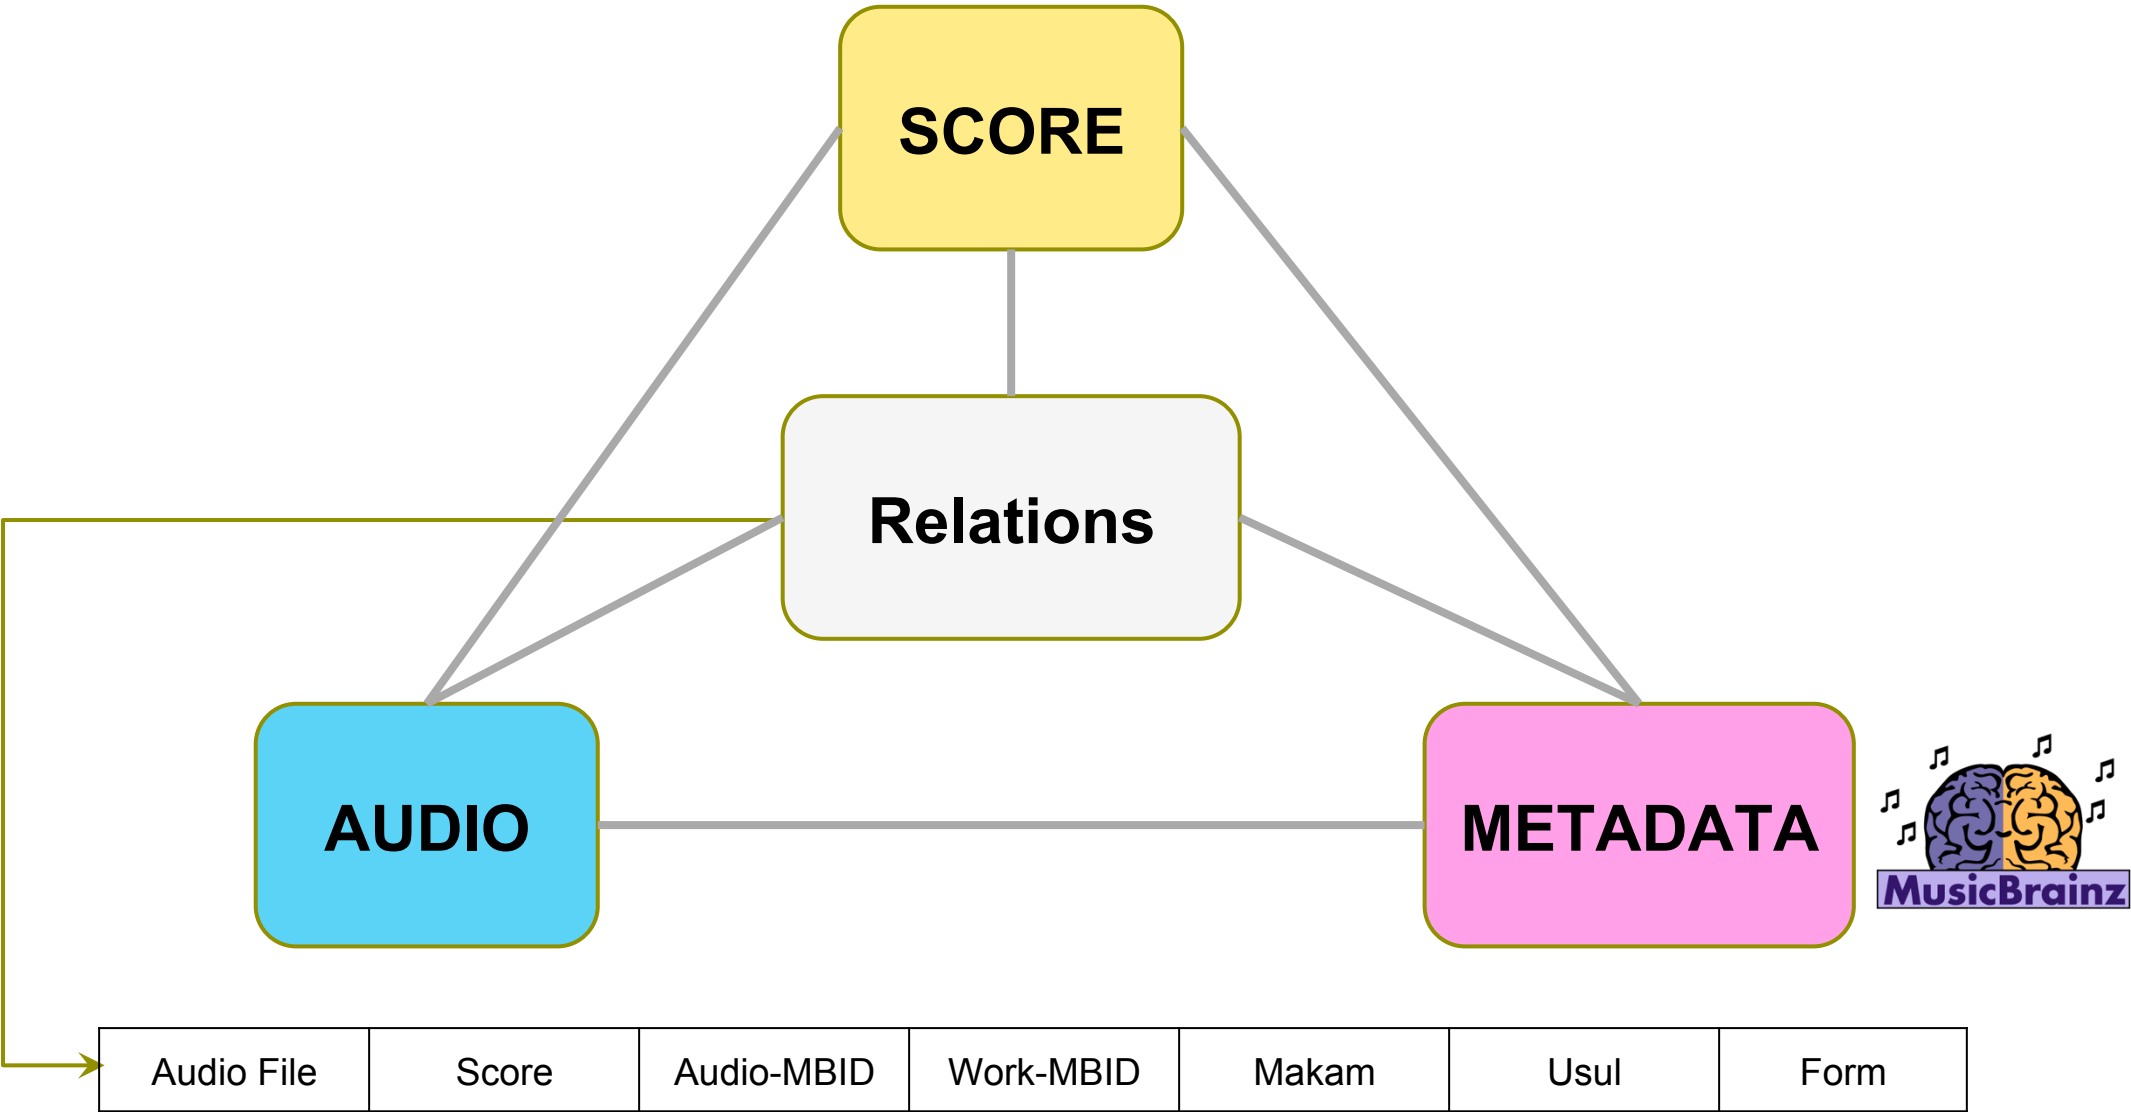 SCORE
Relations
AUDIO
METADATA
MusicBrainz
Audio File
Score
Audio-MBID
Work-MBID
Makam
Usul
Form